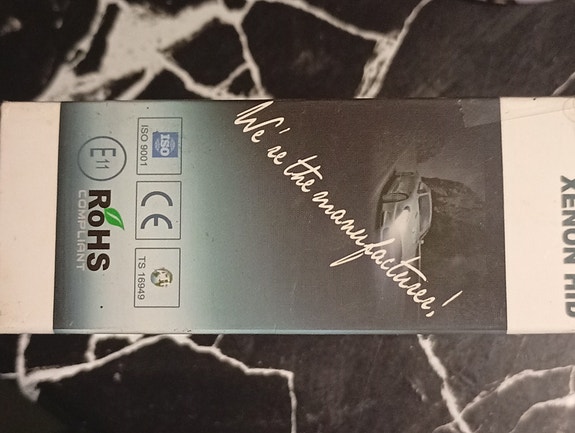 XENON HID
We're the manufacturer!
ISO
ISO 9001
CE
TS 16949
E11
RoHS
COMPLIANT